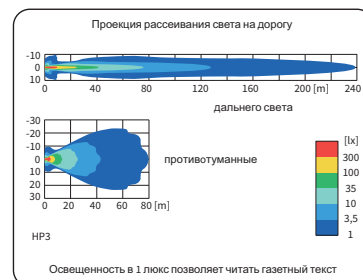 Проекция рассеивания света на дорогу
-10
0
10
0 40 80 120 160 200 [m] 240
дальнего света
-30
-20
-10
0
10
20
30
0 20 40 60 80 [m]
противотуманные
[lx]
300
100
35
10
3,5
1
HP3
Освещенность в 1 люкс позволяет читать газетный текст